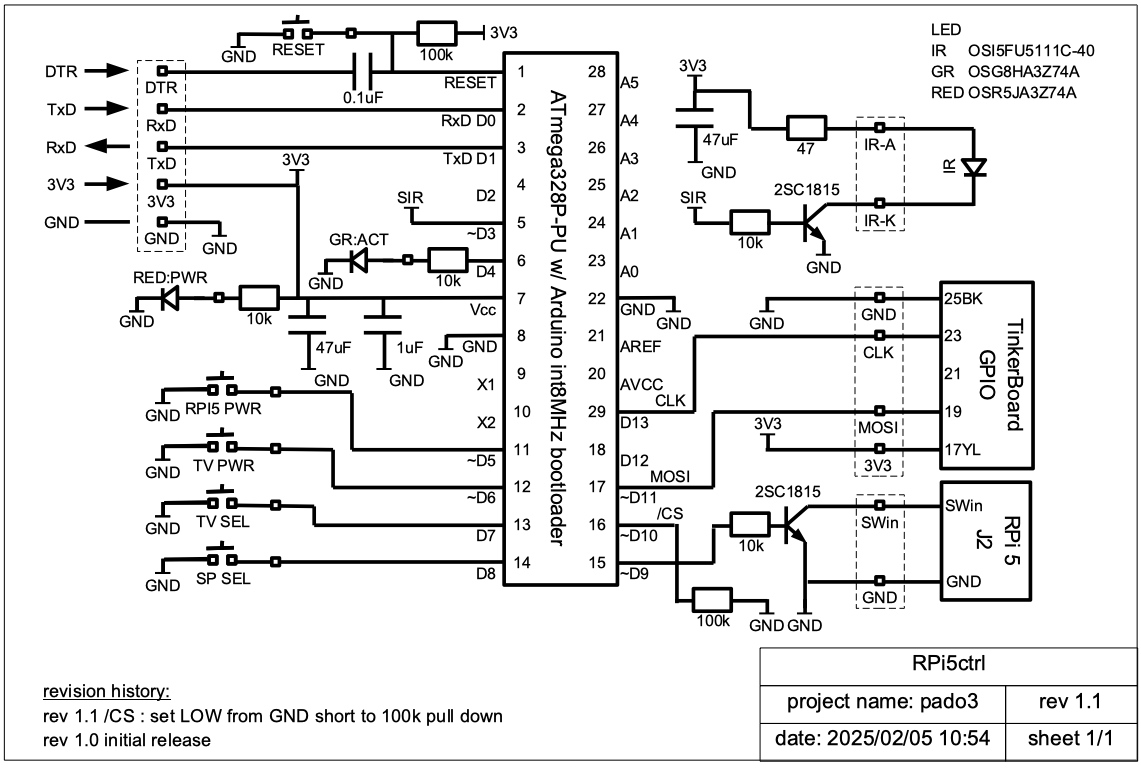 LED
IR OSI5FU5111C-40
GR OSG8HA3Z74A
RED OSR5JA3Z74A
GND
RESET
100k
3V3
DTR
DTR
0.1uF
RESET
TxD
RxD
RxD D0
RxD
TxD
TxD D1
3V3
3V3
3V3
GND
GND
GND
D2
SIR
~D3
GR:ACT
GND
10k
D4
RED:PWR
GND
10k
Vcc
47uF
GND
1uF
GND
GND
GND
X1
X2
GND
RPI5 PWR
~D5
GND
TV PWR
~D6
GND
TV SEL
D7
GND
SP SEL
D8
1
2
3
4
5
6
7
8
9
10
11
12
13
14
ATmega328P-PU w/ Arduino int8MHz bootloader
28
27
26
25
24
23
22
21
20
29
18
17
16
15
A5
A4
A3
A2
A1
A0
GND
GND
AREF
AVCC
CLK
D13
D12
MOSI
~D11
/CS
~D10
~D9
3V3
47uF
GND
47
IR-A
IR
2SC1815
SIR
10k
IR-K
GND
GND
GND
25BK
CLK
23
21
MOSI
19
3V3
3V3
17YL
TinkerBoard
GPIO
2SC1815
10k
SWin
SWin
GND
GND
RPi 5
J2
100k
GND
GND
revision history:
rev 1.1 /CS : set LOW from GND short to 100k pull down
rev 1.0 initial release
RPi5ctrl
project name: pado3
rev 1.1
date: 2025/02/05 10:54
sheet 1/1